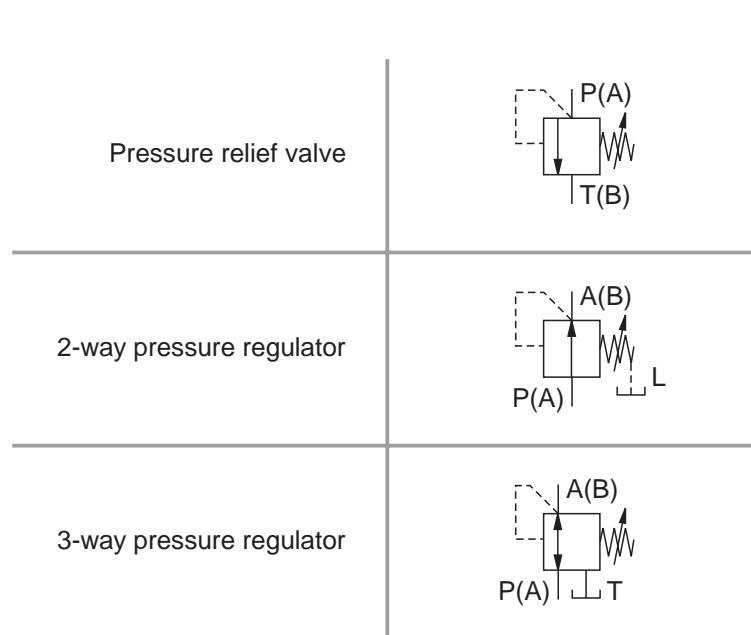 P(A)
Pressure relief valve
T(B)
A(B)
2-way pressure regulator
L
P(A)
A(B)
3-way pressure regulator
P(A) T